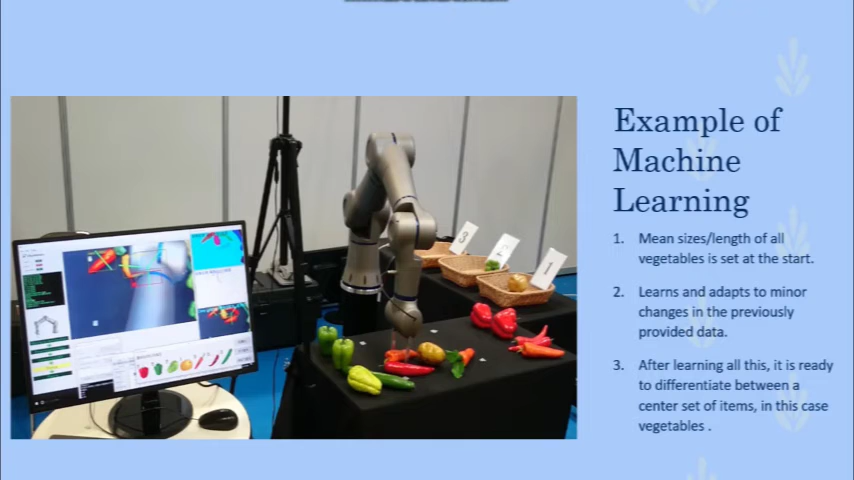 Example of
Machine
Learning
1. Mean sizes/length of all
vegetables is set at the start.
2. Learns and adapts to minor
changes in the previously
provided data.
3. After learning all this, it is ready
to differentiate between a
center set of items, in this case
vegetables .
3
1